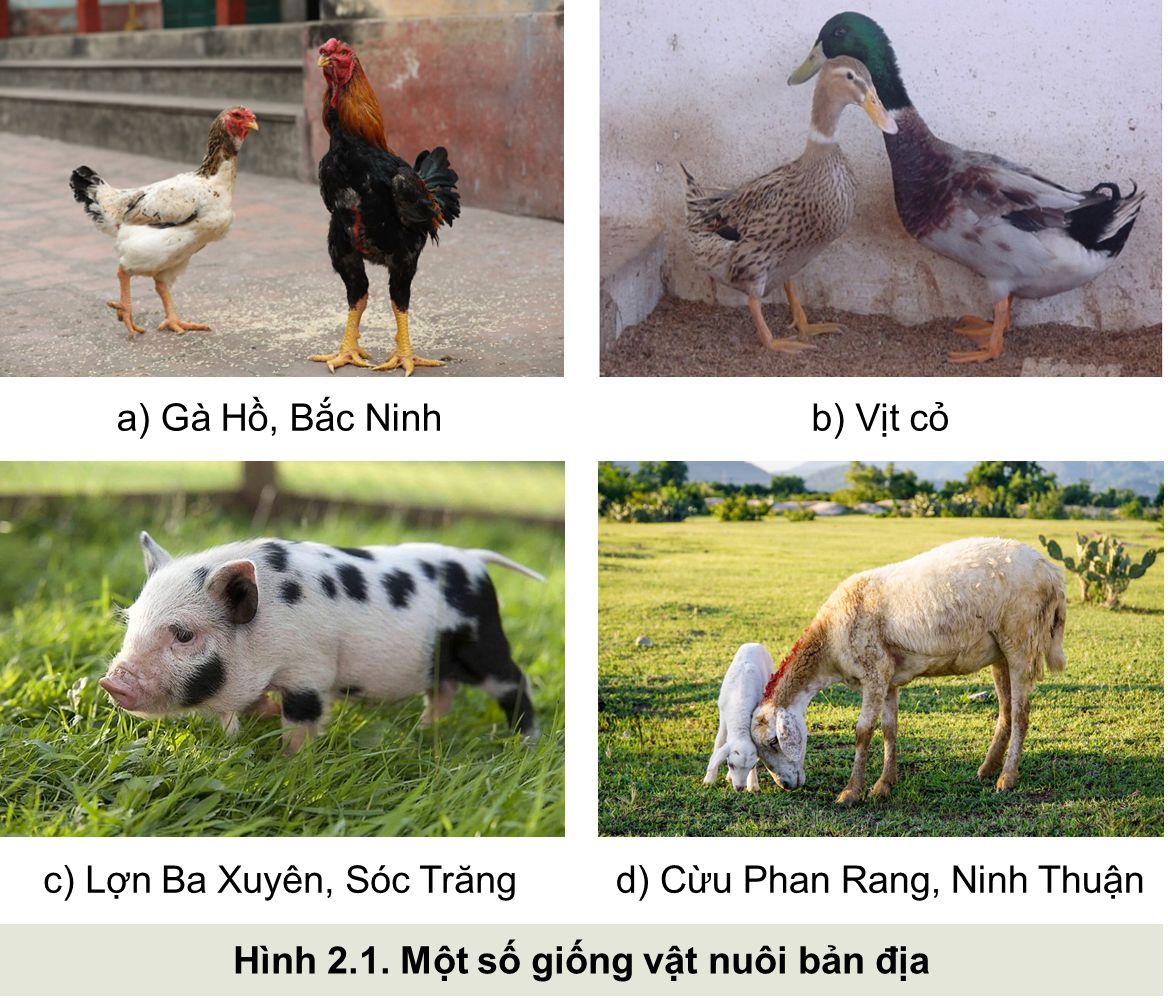 a) Gà Hồ, Bắc Ninh
b) Vịt cỏ
c) Lợn Ba Xuyên, Sóc Trăng
d) Cừu Phan Rang, Ninh Thuận
Hình 2.1. Một số giống vật nuôi bản địa